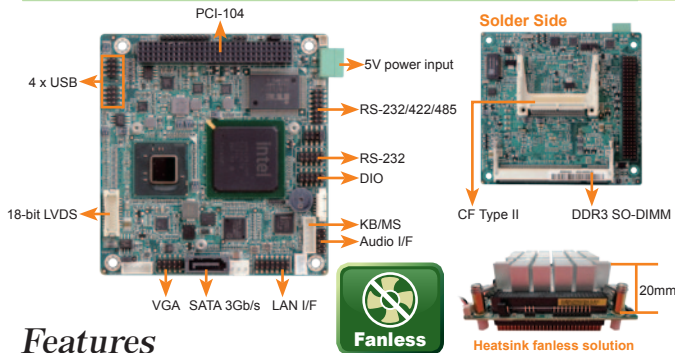 PCI-104
Solder Side
4 x USB
5V power input
RS-232/422/485
intel
RS-232
DIO
18-bit LVDS
KB/MS
Audio I/F
CF Type II
DDR3 SO-DIMM
VGA
SATA 3Gb/s
LAN I/F
Fanless
20mm
Heatsink fanless solution
Features